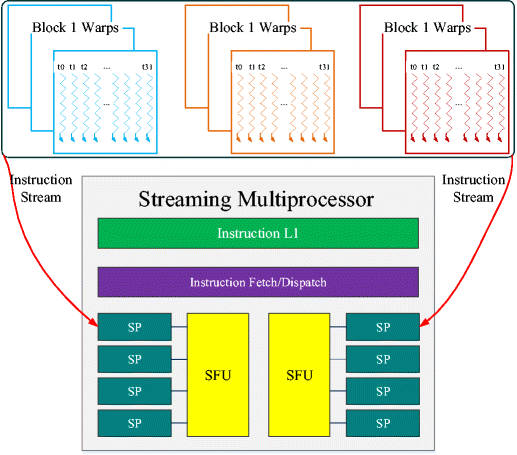 Block 1 Warps
Block 1 Warps
Block 1 Warps
t0 t1 t2 ... t31
t0 t1 t2 ... t31
t0 t1 t2 ... t31
...
...
...
Instruction
Stream
Instruction
Stream
Streaming Multiprocessor
Instruction L1
Instruction Fetch/Dispatch
SP
SP
SP
SP
SFU
SFU
SP
SP
SP
SP